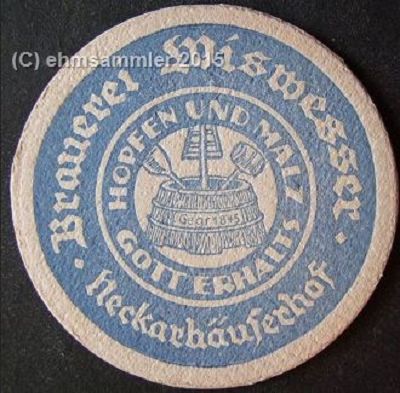 (C) ehmsammler 2015
· Brauerei Miswesser ·
Neckarhäuserhof
HOPFEN UND MALZ
GOTT ERHALTS
Gegr 1845